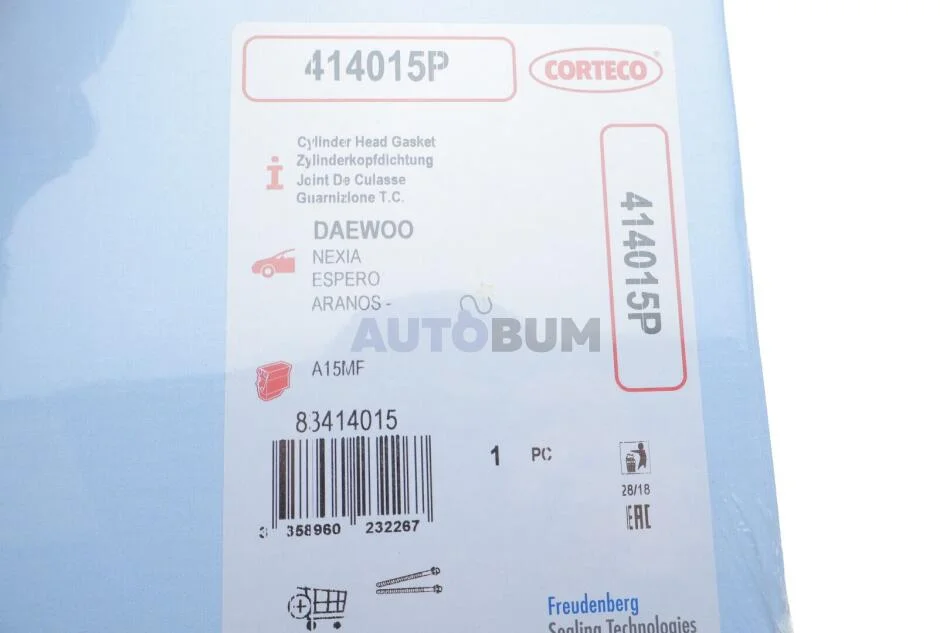 414015P
CORTECO®
Cylinder Head Gasket
Zylinderkopfdichtung
Joint De Culasse
Guarnizione T.C.
DAEWOO
NEXIA
ESPERO
ARANOS -
414015P
AUTOBUM
A15MF
83414015
1 PC
28/18
EAC
3 358960 232267
Freudenberg
Sealing Technologies